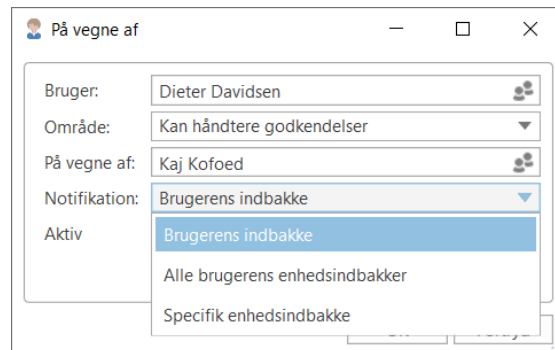 På vegne af
Bruger: Dieter Davidsen
Område: Kan håndtere godkendelser
På vegne af: Kaj Kofoed
Notifikation: Brugerens indbakke
Aktiv Brugerens indbakke
Alle brugerens enhedsindbakker
Specifik enhedsindbakke